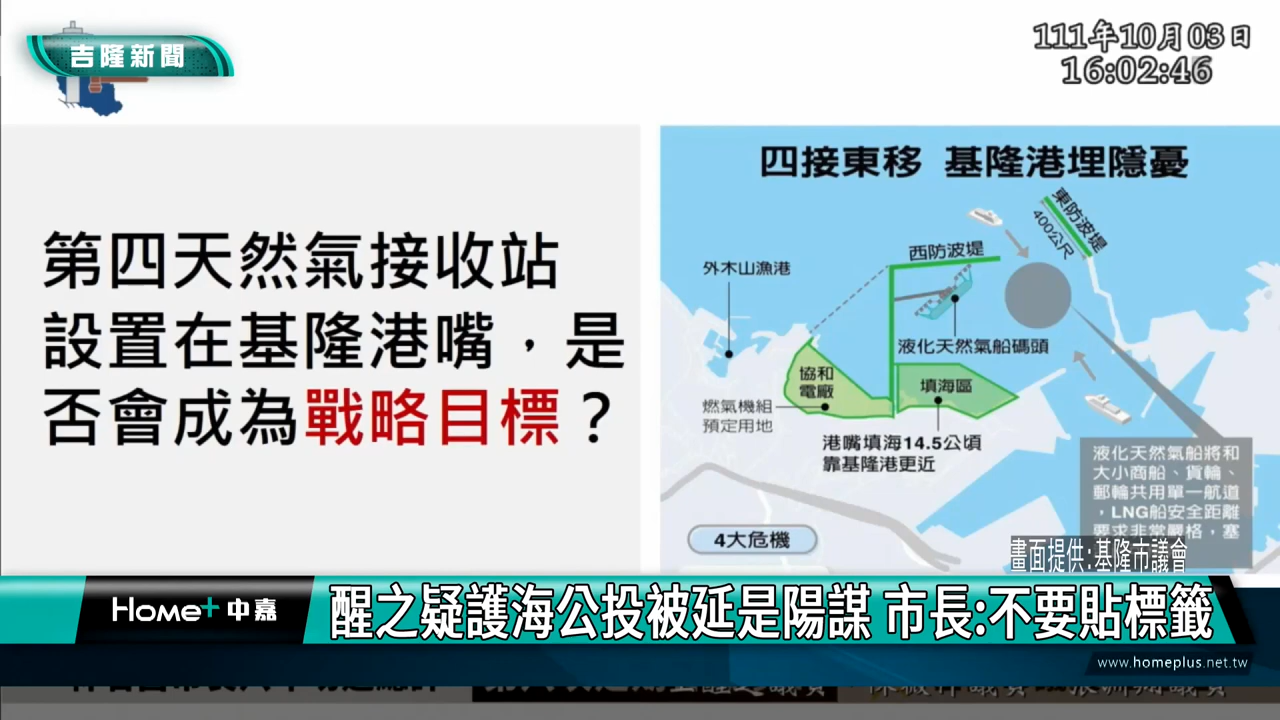 吉隆新聞
111年10月03日
16:02:46
第四天然氣接收站
設置在基隆港嘴，是
否會成為戰略目標？
四接東移 基隆港埋隱憂
東防波堤
400公尺
西防波堤
外木山漁港
液化天然氣船碼頭
協和
電廠
填海區
燃氣機組
預定用地
港嘴填海14.5公頃
靠基隆港更近
液化天然氣船將和
大小商船、貨輪、
郵輪共用單一航道
，LNG船安全距離
要求非常嚴格，塞
4大危機
畫面提供:基隆市議會
Home+中嘉
醒之疑護海公投被延是陽謀 市長:不要貼標籤
www.homeplus.net.tw